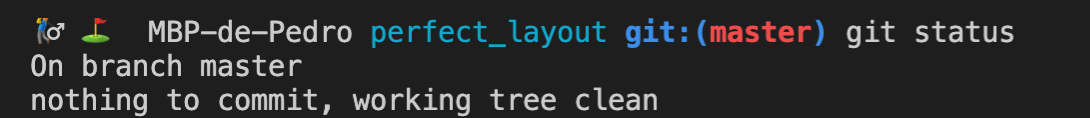 MBP-de-Pedro perfect_layout git:(master) git status
On branch master
nothing to commit, working tree clean